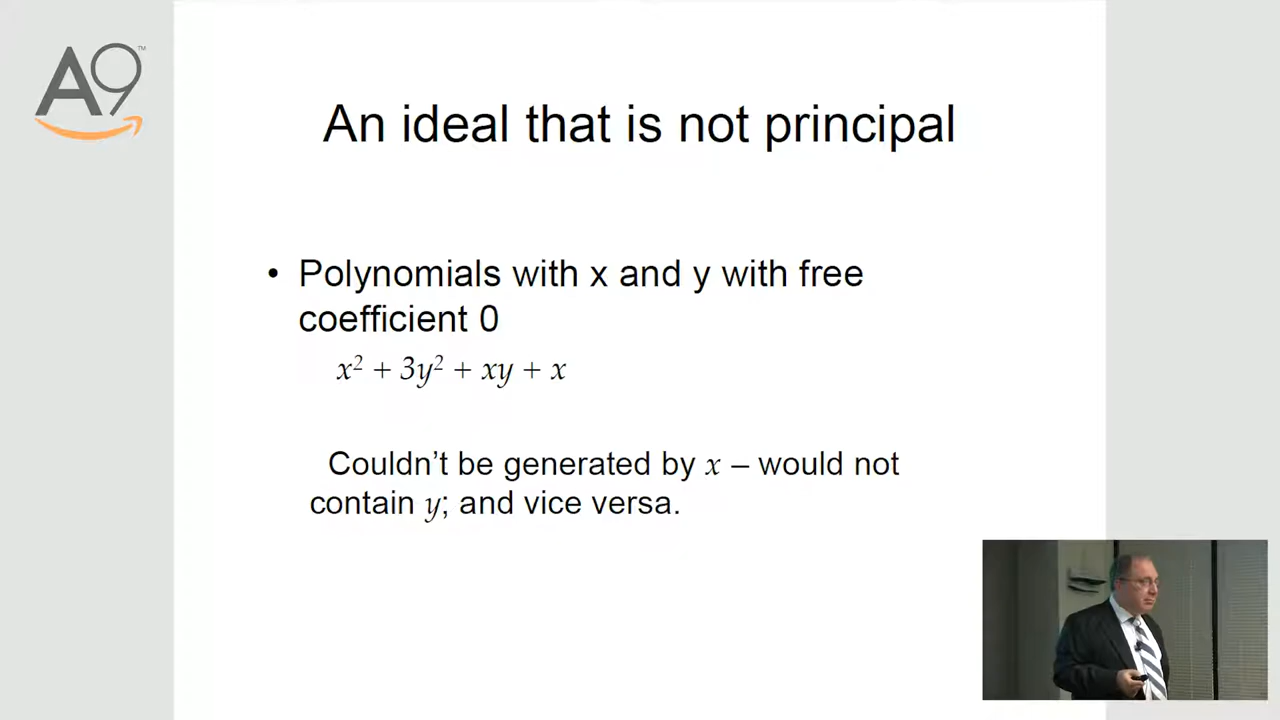 A9™
An ideal that is not principal
• Polynomials with x and y with free
coefficient 0
x² + 3y² + xy + x
Couldn't be generated by x – would not
contain y; and vice versa.